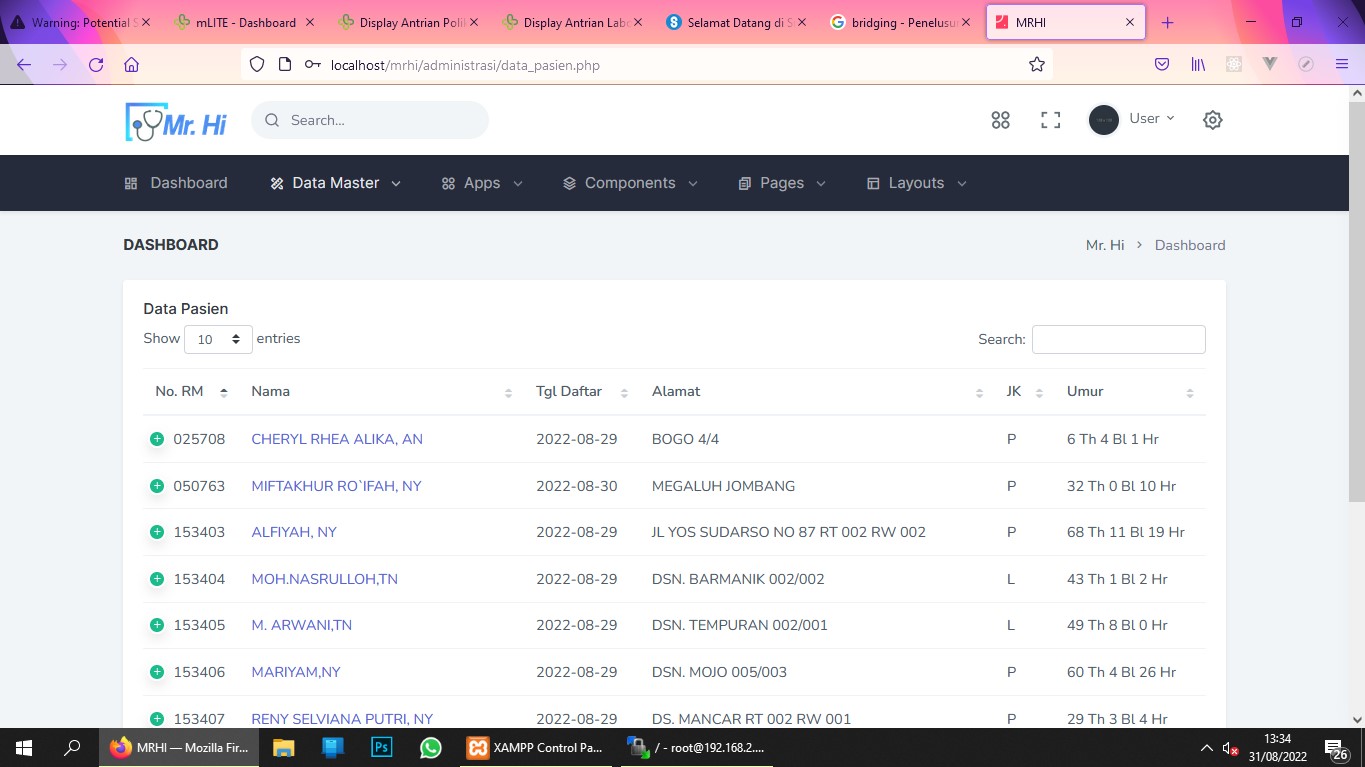 Warning: Potential S
mLITE - Dashboard
Display Antrian Poli
Display Antrian Lab
Selamat Datang di S
bridging - Penelusu
MRHI
localhost/mrhi/administrasi/data_pasien.php
Mr. Hi
Search...
User
Dashboard
Data Master
Apps
Components
Pages
Layouts
DASHBOARD
Mr. Hi > Dashboard
Data Pasien
Show 10 entries
Search:
No. RM Nama Tgl Daftar Alamat JK Umur
025708 CHERYL RHEA ALIKA, AN 2022-08-29 BOGO 4/4 P 6 Th 4 Bl 1 Hr
050763 MIFTAKHUR RO`IFAH, NY 2022-08-30 MEGALUH JOMBANG P 32 Th 0 Bl 10 Hr
153403 ALFIYAH, NY 2022-08-29 JL YOS SUDARSO NO 87 RT 002 RW 002 P 68 Th 11 Bl 19 Hr
153404 MOH.NASRULLOH,TN 2022-08-29 DSN. BARMANIK 002/002 L 43 Th 1 Bl 2 Hr
153405 M. ARWANI,TN 2022-08-29 DSN. TEMPURAN 002/001 L 49 Th 8 Bl 0 Hr
153406 MARIYAM,NY 2022-08-29 DSN. MOJO 005/003 P 60 Th 4 Bl 26 Hr
153407 RENY SELVIANA PUTRI, NY 2022-08-29 DS. MANCAR RT 002 RW 001 P 29 Th 3 Bl 4 Hr
MRHI — Mozilla Fir...
Ps
XAMPP Control Pa...
/ - root@192.168.2....
13:34
31/08/2022
26